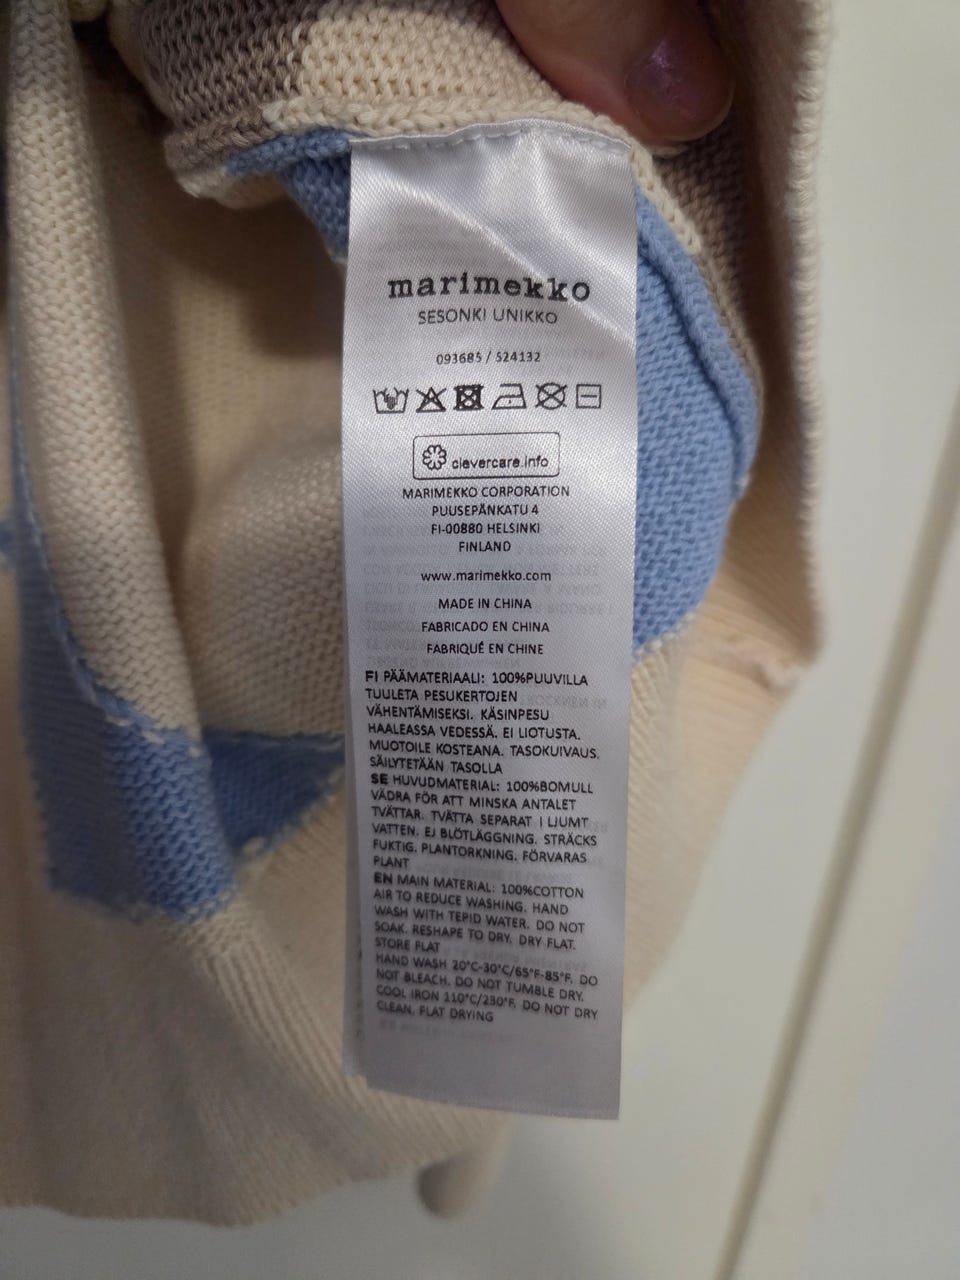 marimekko
SESONKI UNIKKO
093685 / 524132
clevercare.info
MARIMEKKO CORPORATION
PUUSEPÄNKATU 4
FI-00880 HELSINKI
FINLAND
www.marimekko.com
MADE IN CHINA
FABRICADO EN CHINA
FABRIQUÉ EN CHINE
FI PÄÄMATERIAALI: 100%PUUVILLA
TUULETA PESUKERTOJEN
VÄHENTÄMISEKSI. KÄSINPESU
HAALEASSA VEDESSÄ. EI LIOTUSTA.
MUOTOILE KOSTEANA. TASOKUIVAUS.
SÄILYTETÄÄN TASOLLA
SE HUVUDMATERIAL: 100%BOMULL
VÄDRA FÖR ATT MINSKA ANTALET
TVÄTTAR. TVÄTTA SEPARAT I LJUMT
VATTEN. EJ BLÖTLÄGGNING. STRÄCKS
FUKTIG. PLANTORKNING. FÖRVARAS
PLANT
EN MAIN MATERIAL: 100%COTTON
AIR TO REDUCE WASHING. HAND
WASH WITH TEPID WATER. DO NOT
SOAK. RESHAPE TO DRY. DRY FLAT.
STORE FLAT
HAND WASH 20°C-30°C/65°F-85°F. DO
NOT BLEACH. DO NOT TUMBLE DRY.
COOL IRON 110°C/230°F. DO NOT DRY
CLEAN. FLAT DRYING